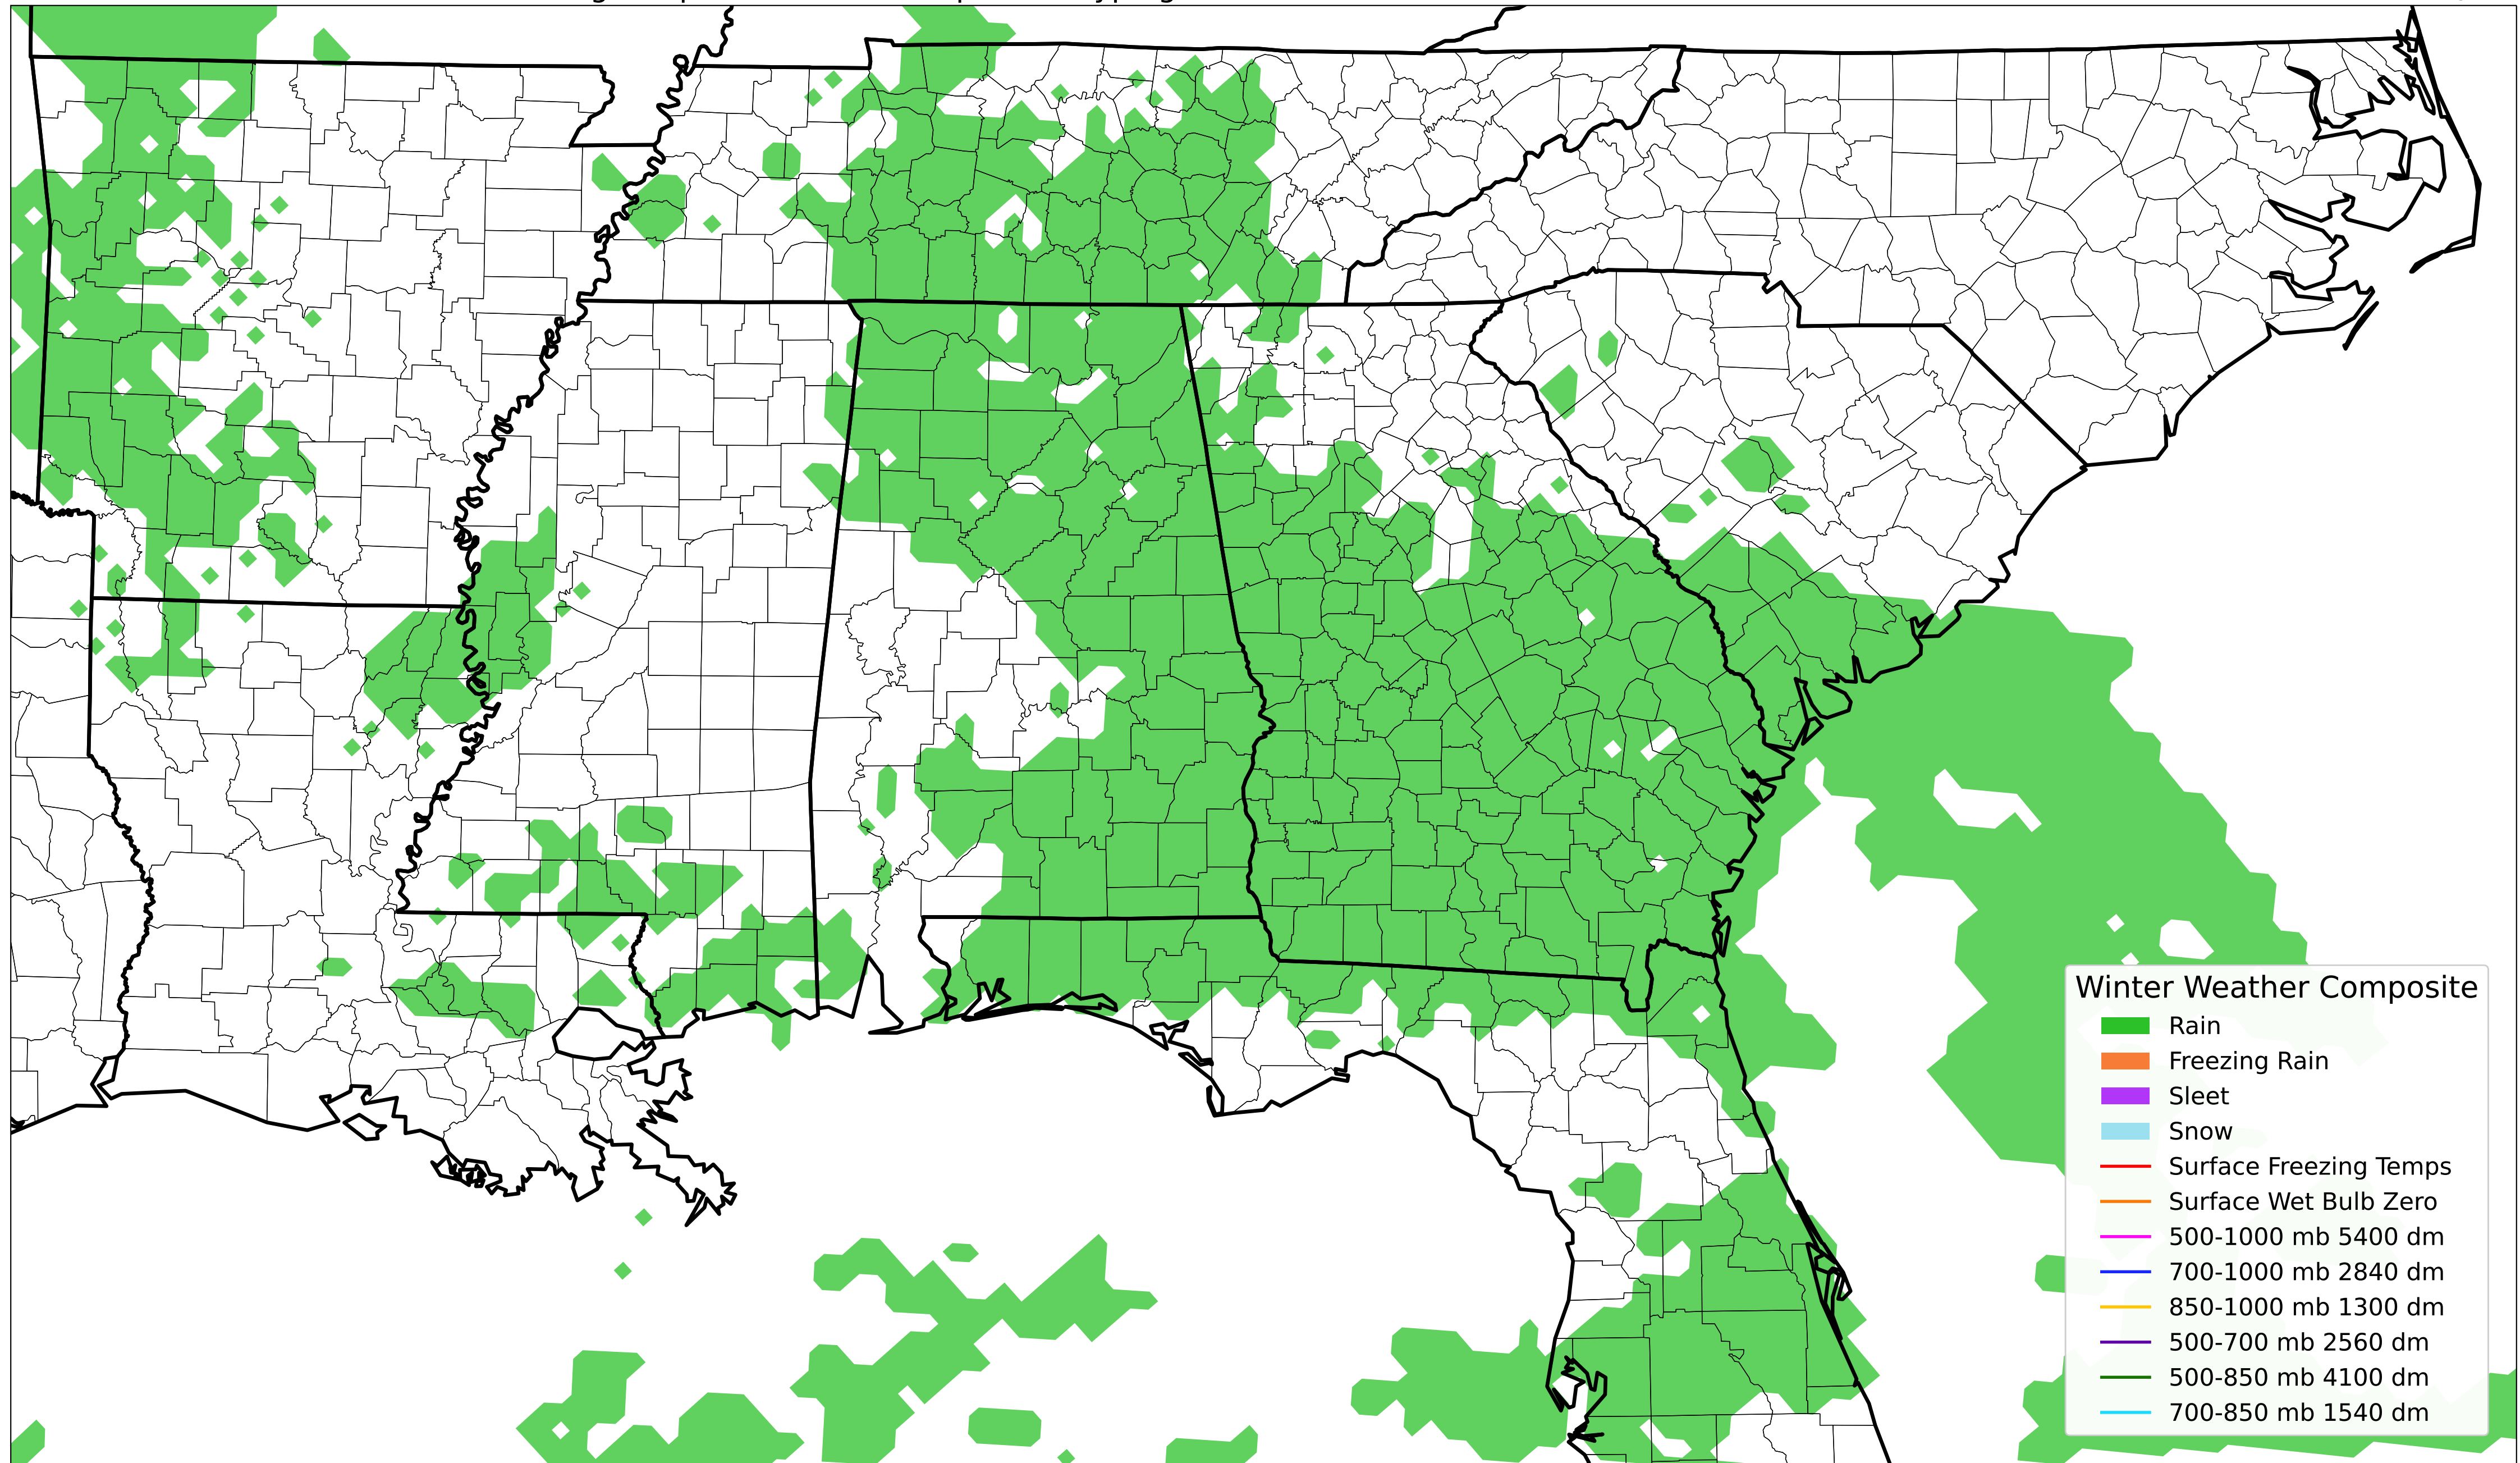 Winter Weather Composite
Rain
Freezing Rain
Sleet
Snow
Surface Freezing Temps
Surface Wet Bulb Zero
500-1000 mb 5400 dm
700-1000 mb 2840 dm
850-1000 mb 1300 dm
500-700 mb 2560 dm
500-850 mb 4100 dm
700-850 mb 1540 dm